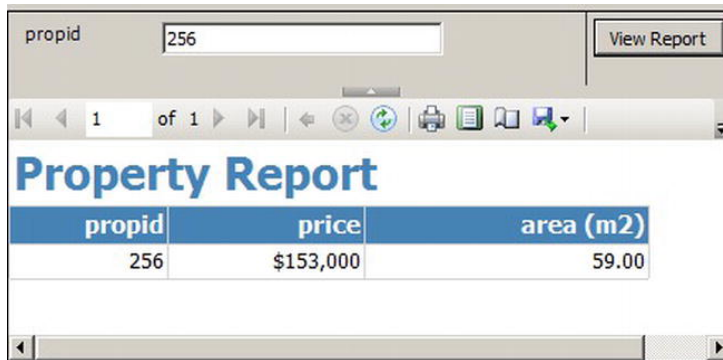 propid 256 View Report
1 of 1
Property Report
propid price area (m2)
256 $153,000 59.00